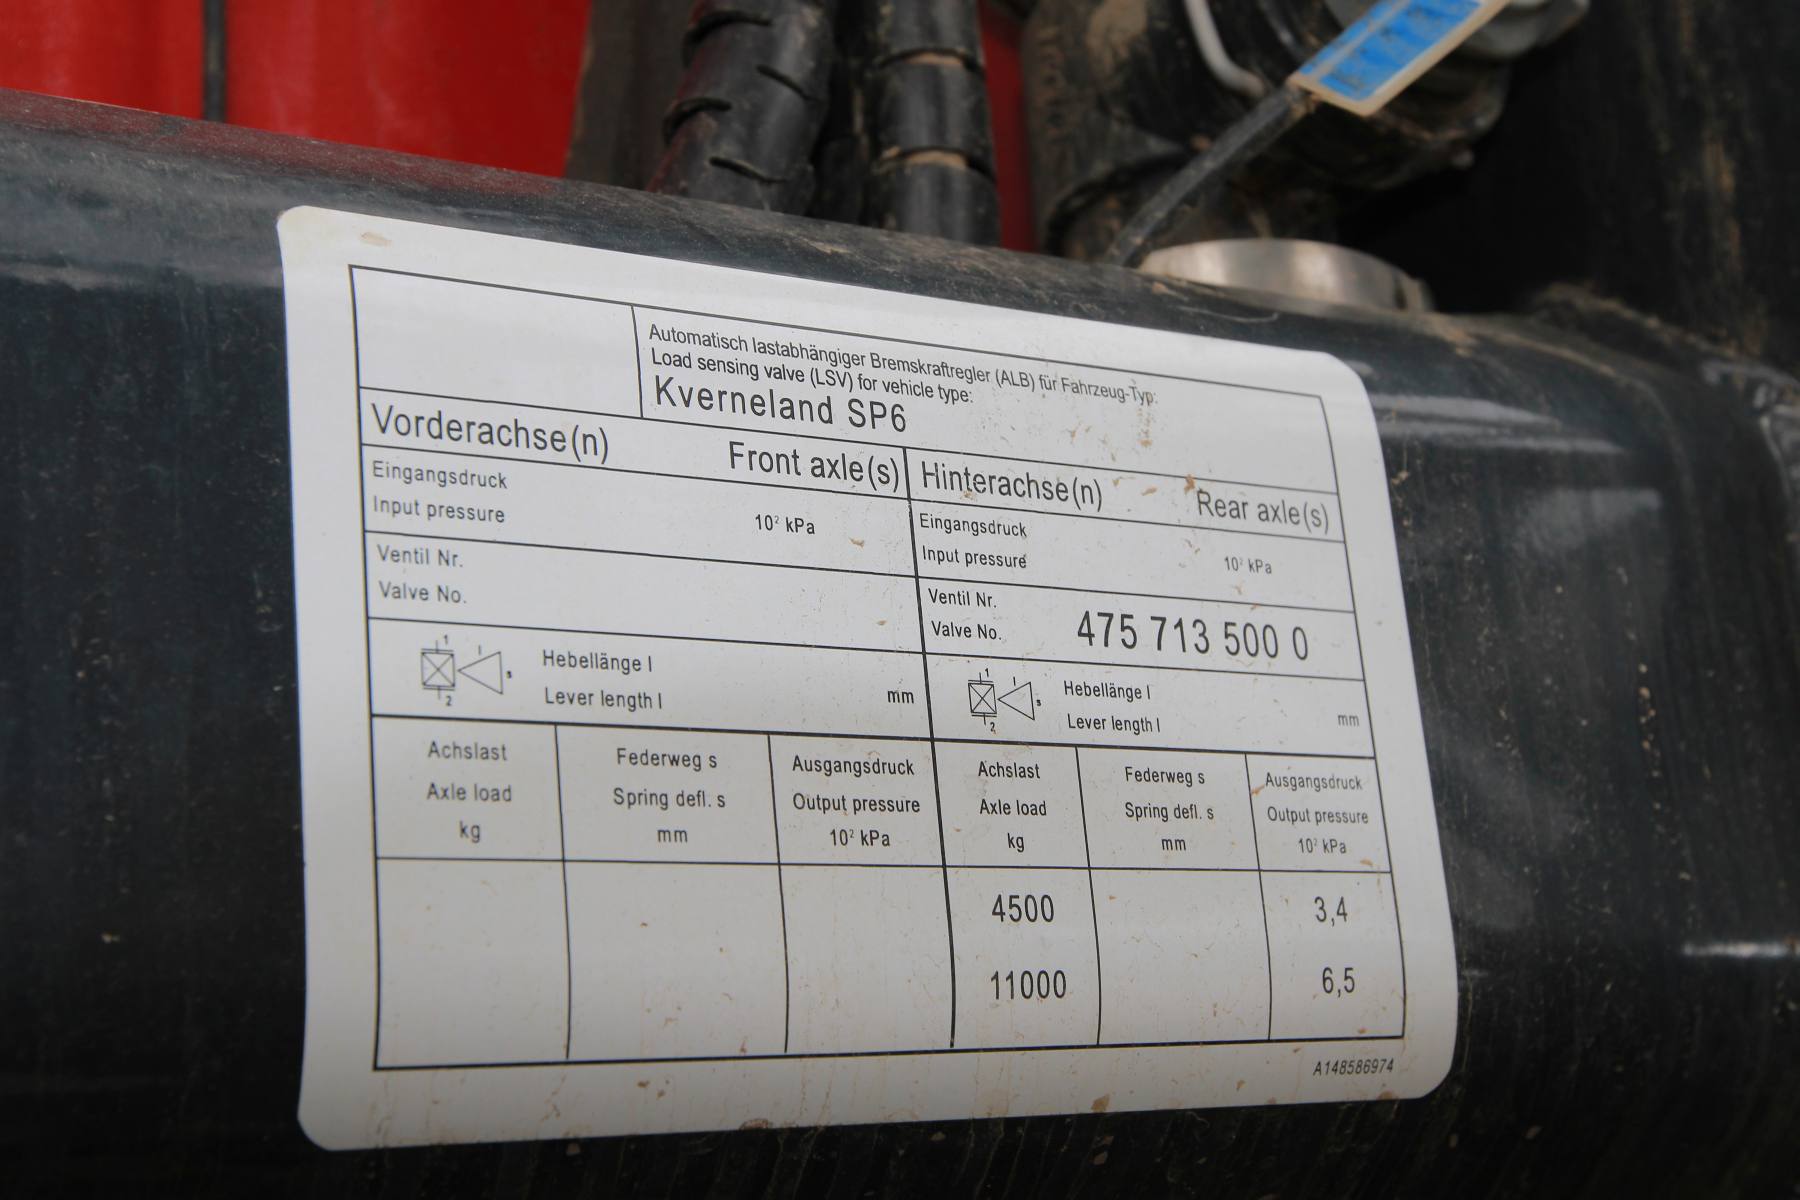 Automatisch lastabhängiger Bremskraftregler (ALB) für Fahrzeug-Typ:
Load sensing valve (LSV) for vehicle type:
Kverneland SP6
Vorderachse(n) Front axle(s) Hinterachse(n) Rear axle(s)
Eingangsdruck
Input pressure 10² kPa
Eingangsdruck
Input pressure 10² kPa
Ventil Nr.
Valve No.
Ventil Nr.
Valve No. 475 713 500 0
1
l
s
2
Hebellänge l
Lever length l mm
1
l
s
2
Hebellänge l
Lever length l mm
Achslast
Axle load
kg
Federweg s
Spring defl. s
mm
Ausgangsdruck
Output pressure
10² kPa
Achslast
Axle load
kg
Federweg s
Spring defl. s
mm
Ausgangsdruck
Output pressure
10² kPa
4500 3,4
11000 6,5
A148586974